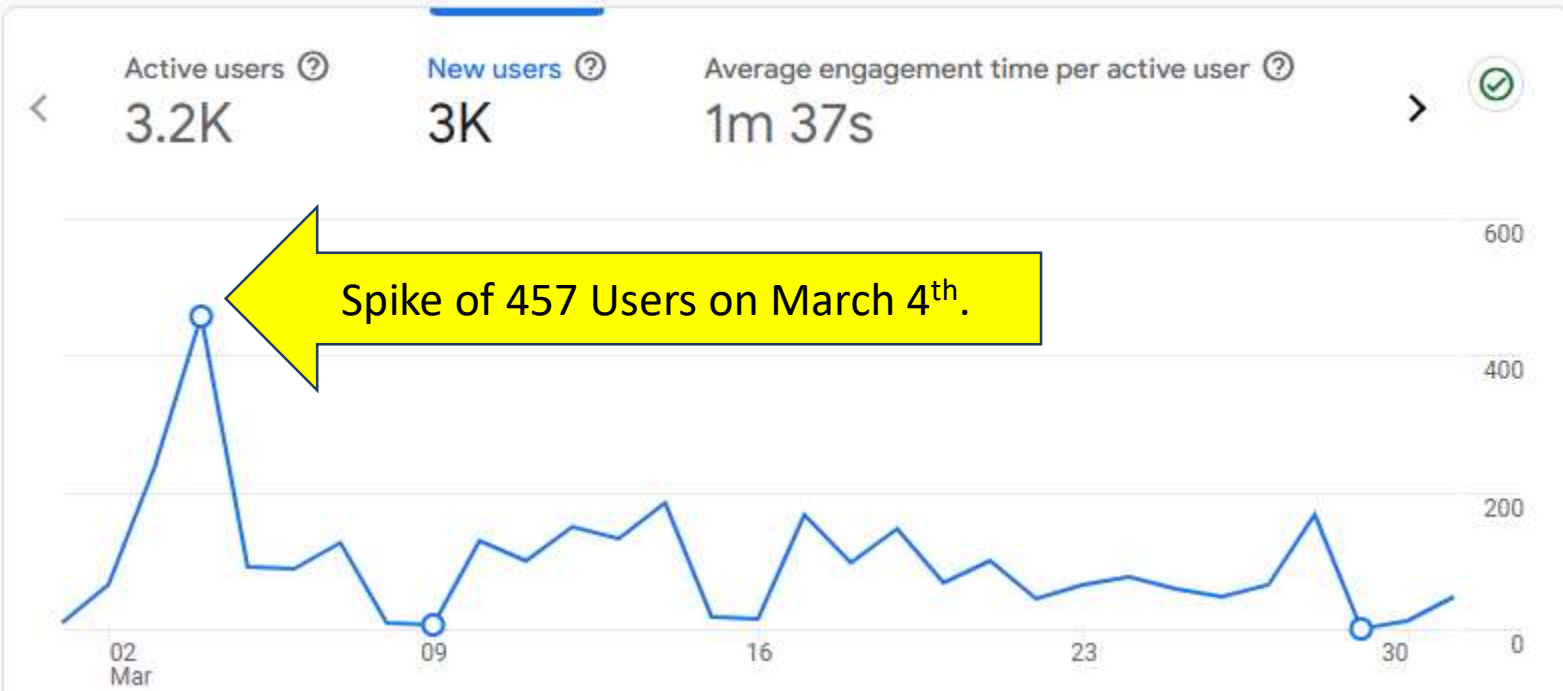 Active users
3.2K
New users
3K
Average engagement time per active user
1m 37s
Spike of 457 Users on March 4th.
600
400
200
0
02
Mar
09
16
23
30